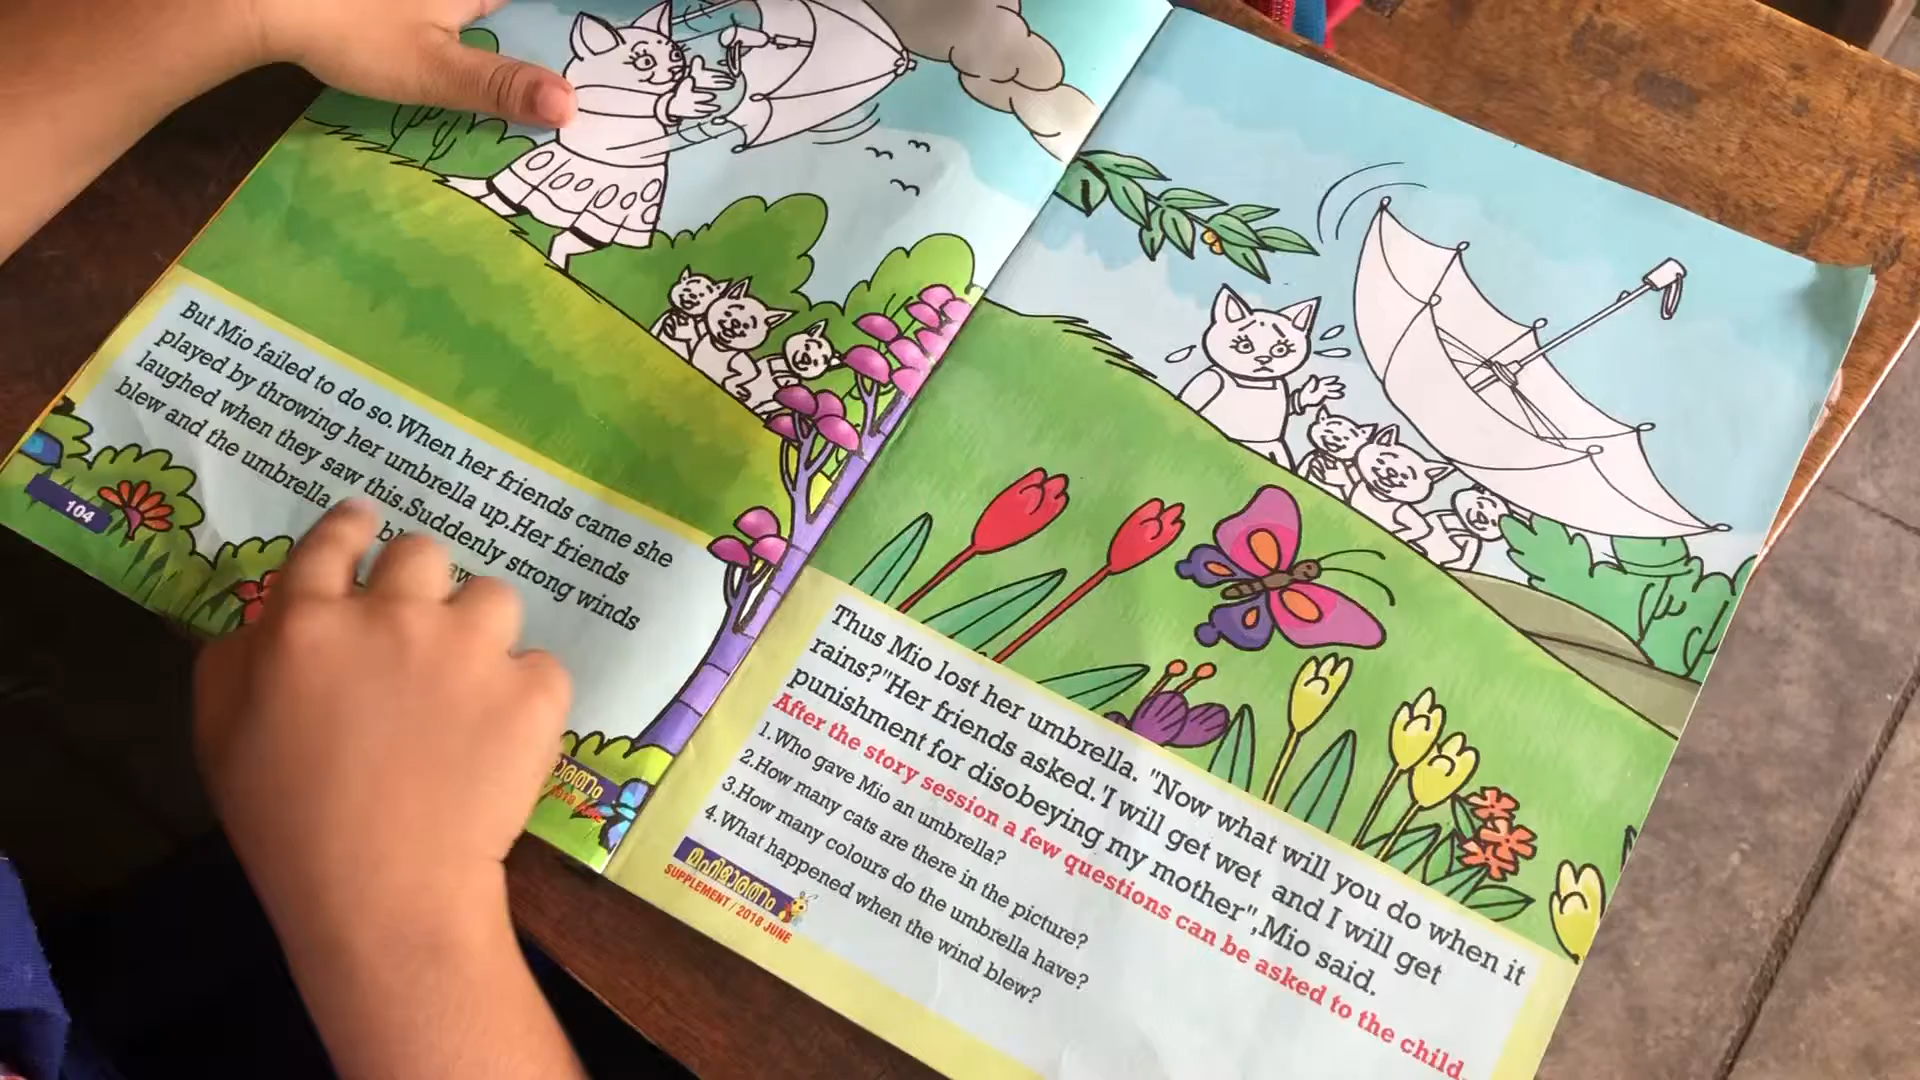 But Mio failed to do so. When her friends came she
played by throwing her umbrella up.Her friends
laughed when they saw this.Suddenly strong winds
blew and the umbrella
104
2018
Thus Mio lost her umbrella. "Now what will you do when it
rains?"Her friends asked.'I will get wet and I will get
punishment for disobeying my mother",Mio said.
After the story session a few questions can be asked to the child.
1.Who gave Mio an umbrella?
2.How many cats are there in the picture?
3.How many colours do the umbrella have?
4.What happened when the wind blew?
മഹിളാരത്നം
SUPPLEMENT / 2018 JUNE